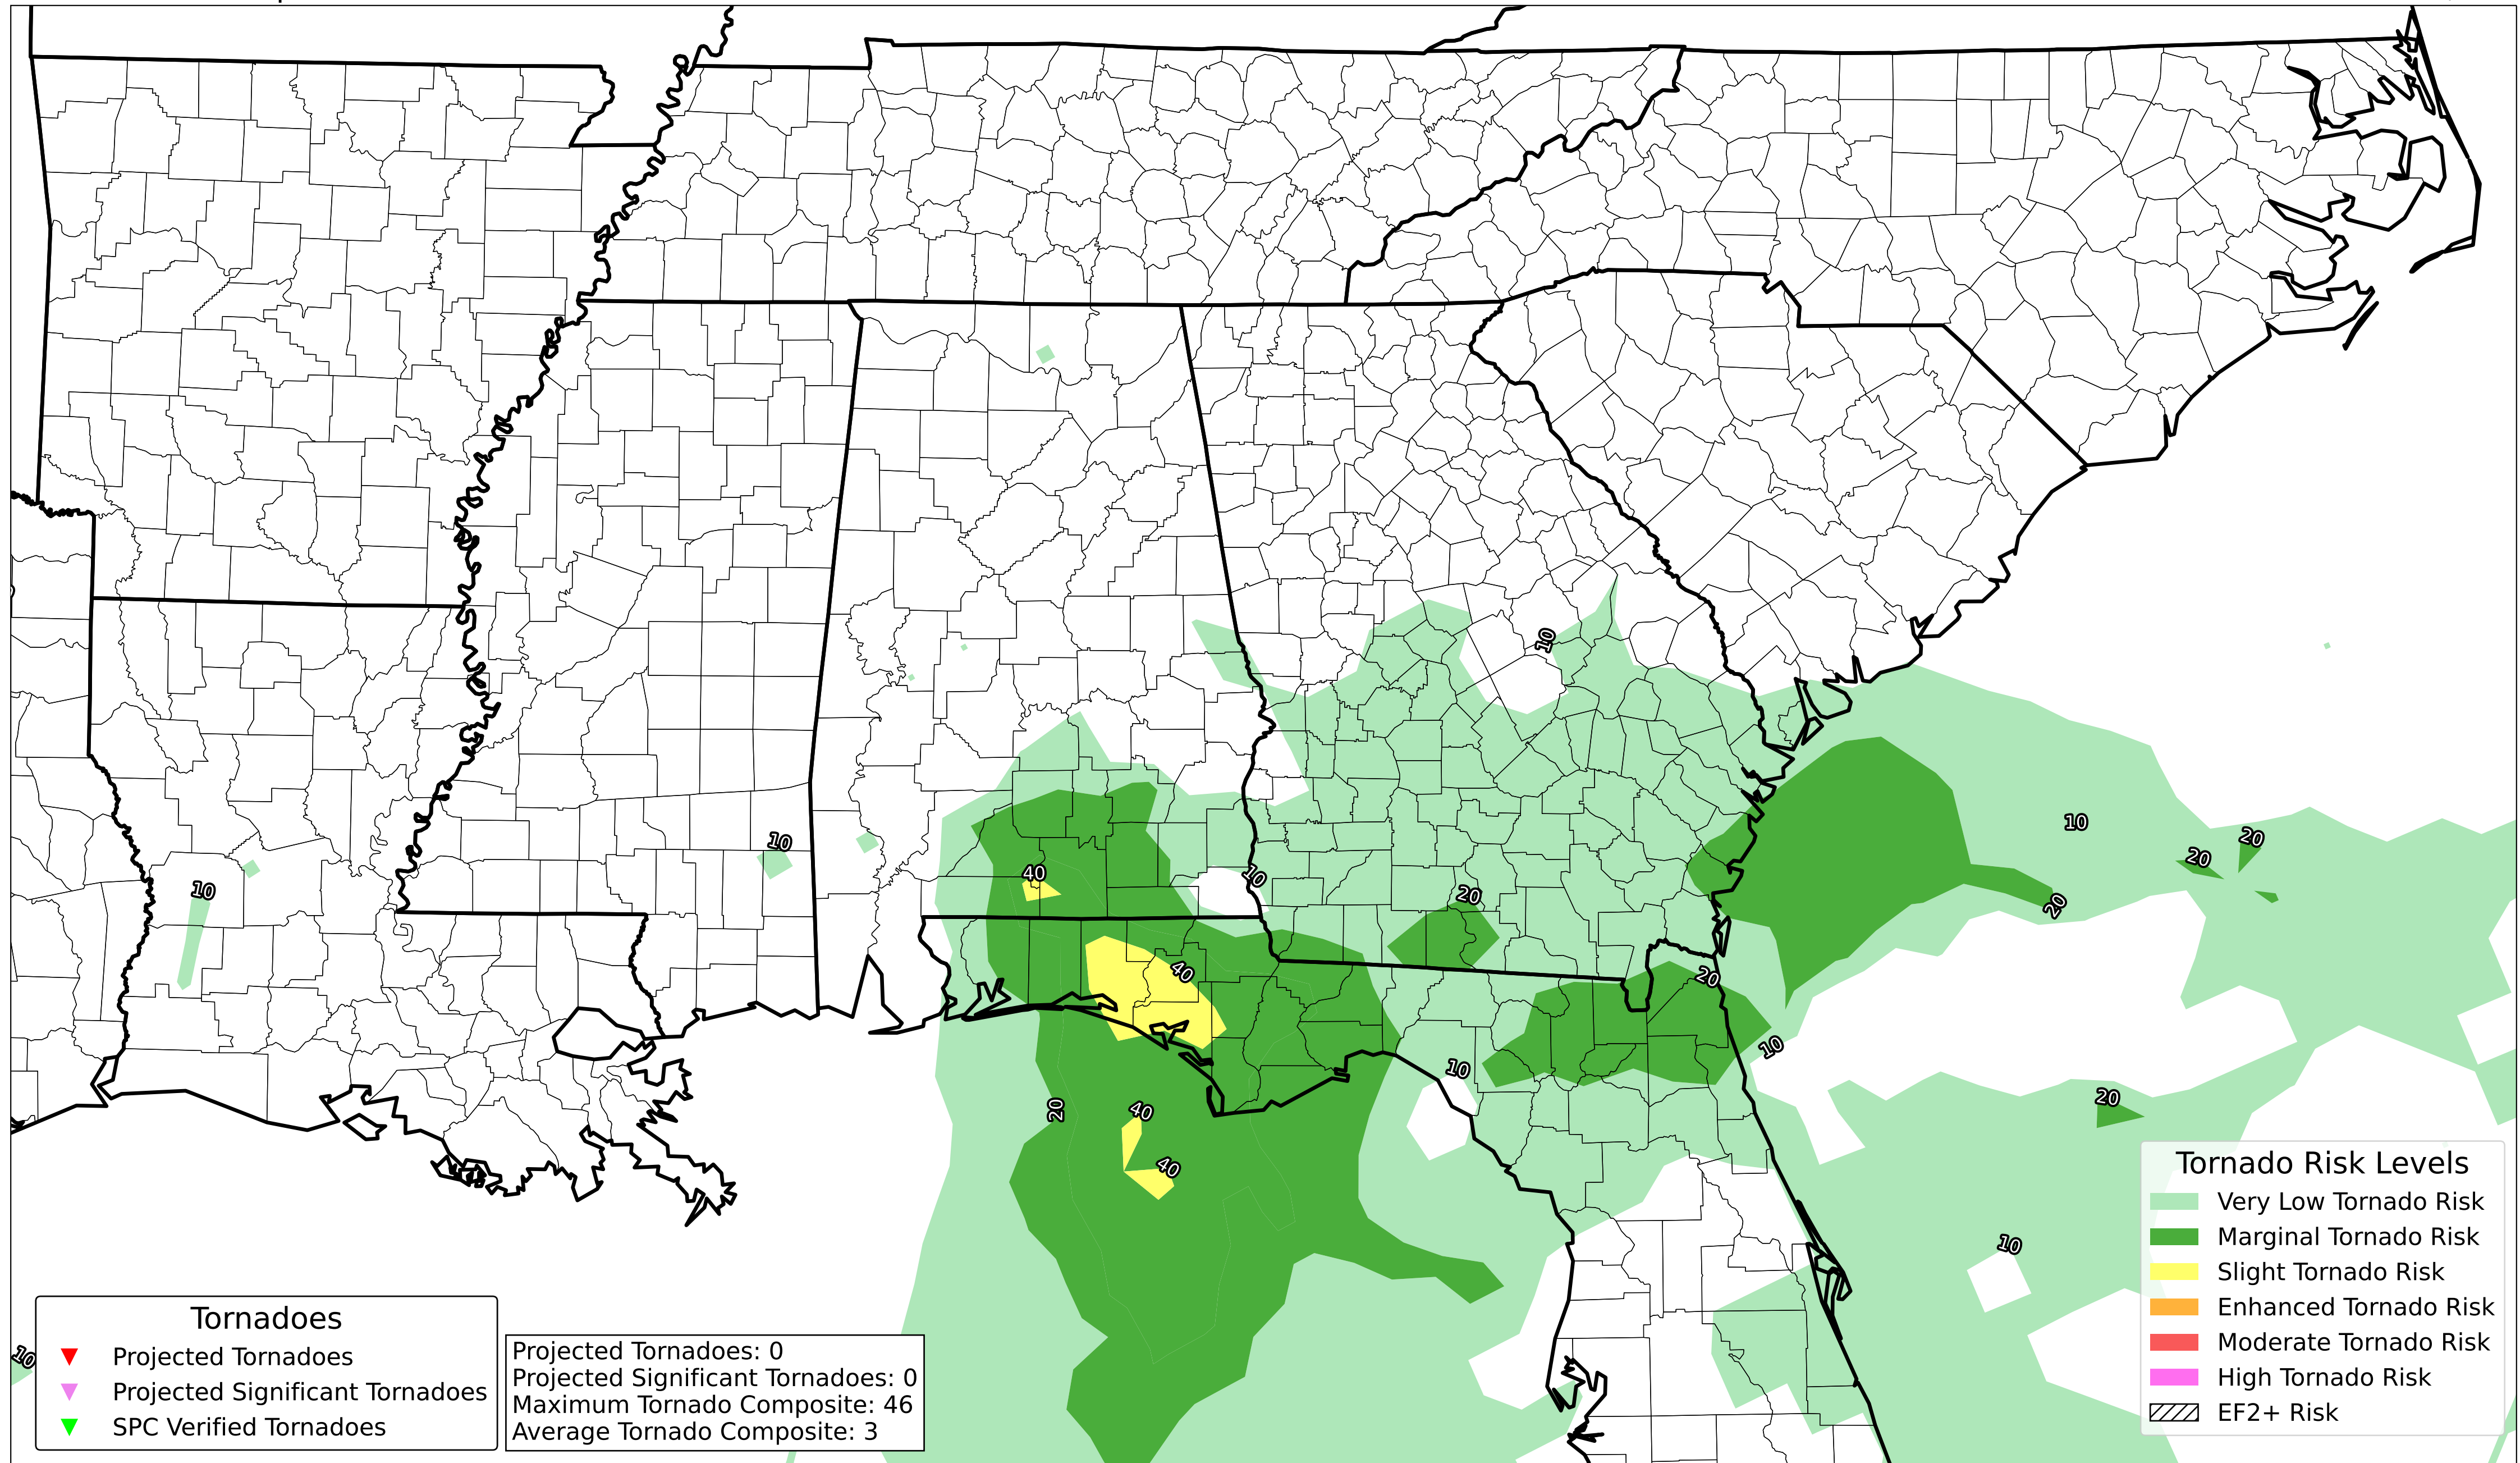 10
10
40
10
20
10
20
20
20
10
10
40
20
10
10
20
40
40
20
10
10
Tornado Risk Levels
Very Low Tornado Risk
Marginal Tornado Risk
Slight Tornado Risk
Enhanced Tornado Risk
Moderate Tornado Risk
High Tornado Risk
EF2+ Risk
Tornadoes
Projected Tornadoes
Projected Significant Tornadoes
SPC Verified Tornadoes
Projected Tornadoes: 0
Projected Significant Tornadoes: 0
Maximum Tornado Composite: 46
Average Tornado Composite: 3